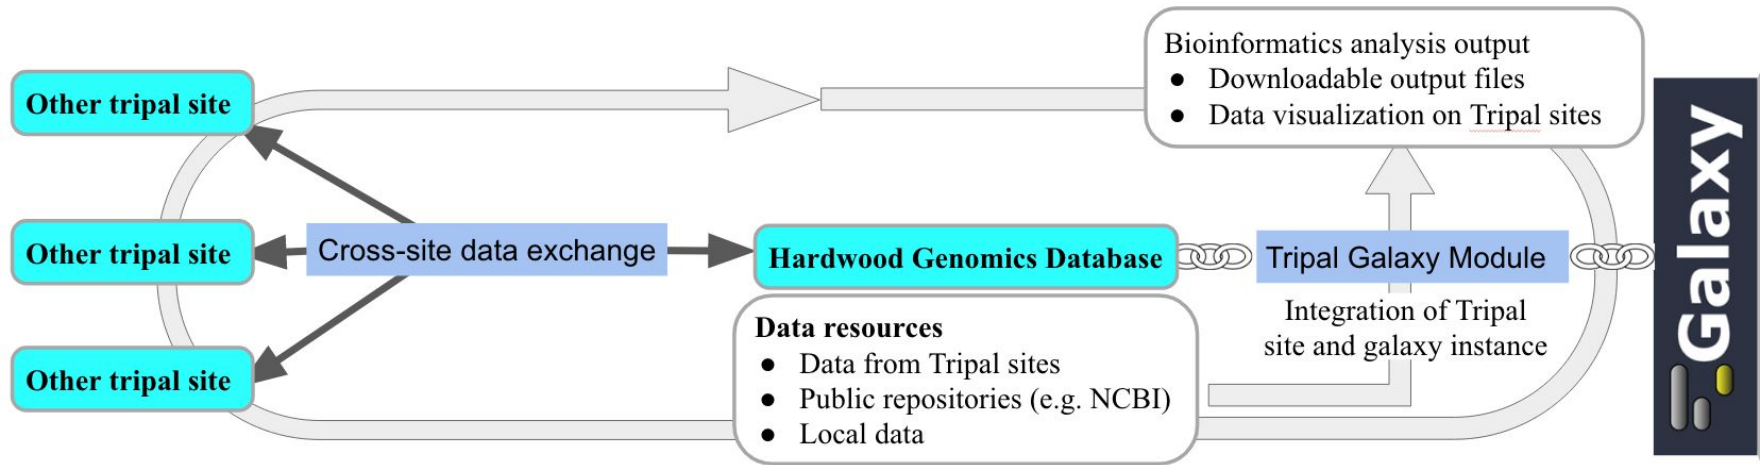 Other tripal site
Other tripal site
Other tripal site
Cross-site data exchange
Hardwood Genomics Database
Data resources
● Data from Tripal sites
● Public repositories (e.g. NCBI)
● Local data
Bioinformatics analysis output
● Downloadable output files
● Data visualization on Tripal sites
Tripal Galaxy Module
Integration of Tripal
site and galaxy instance
Galaxy